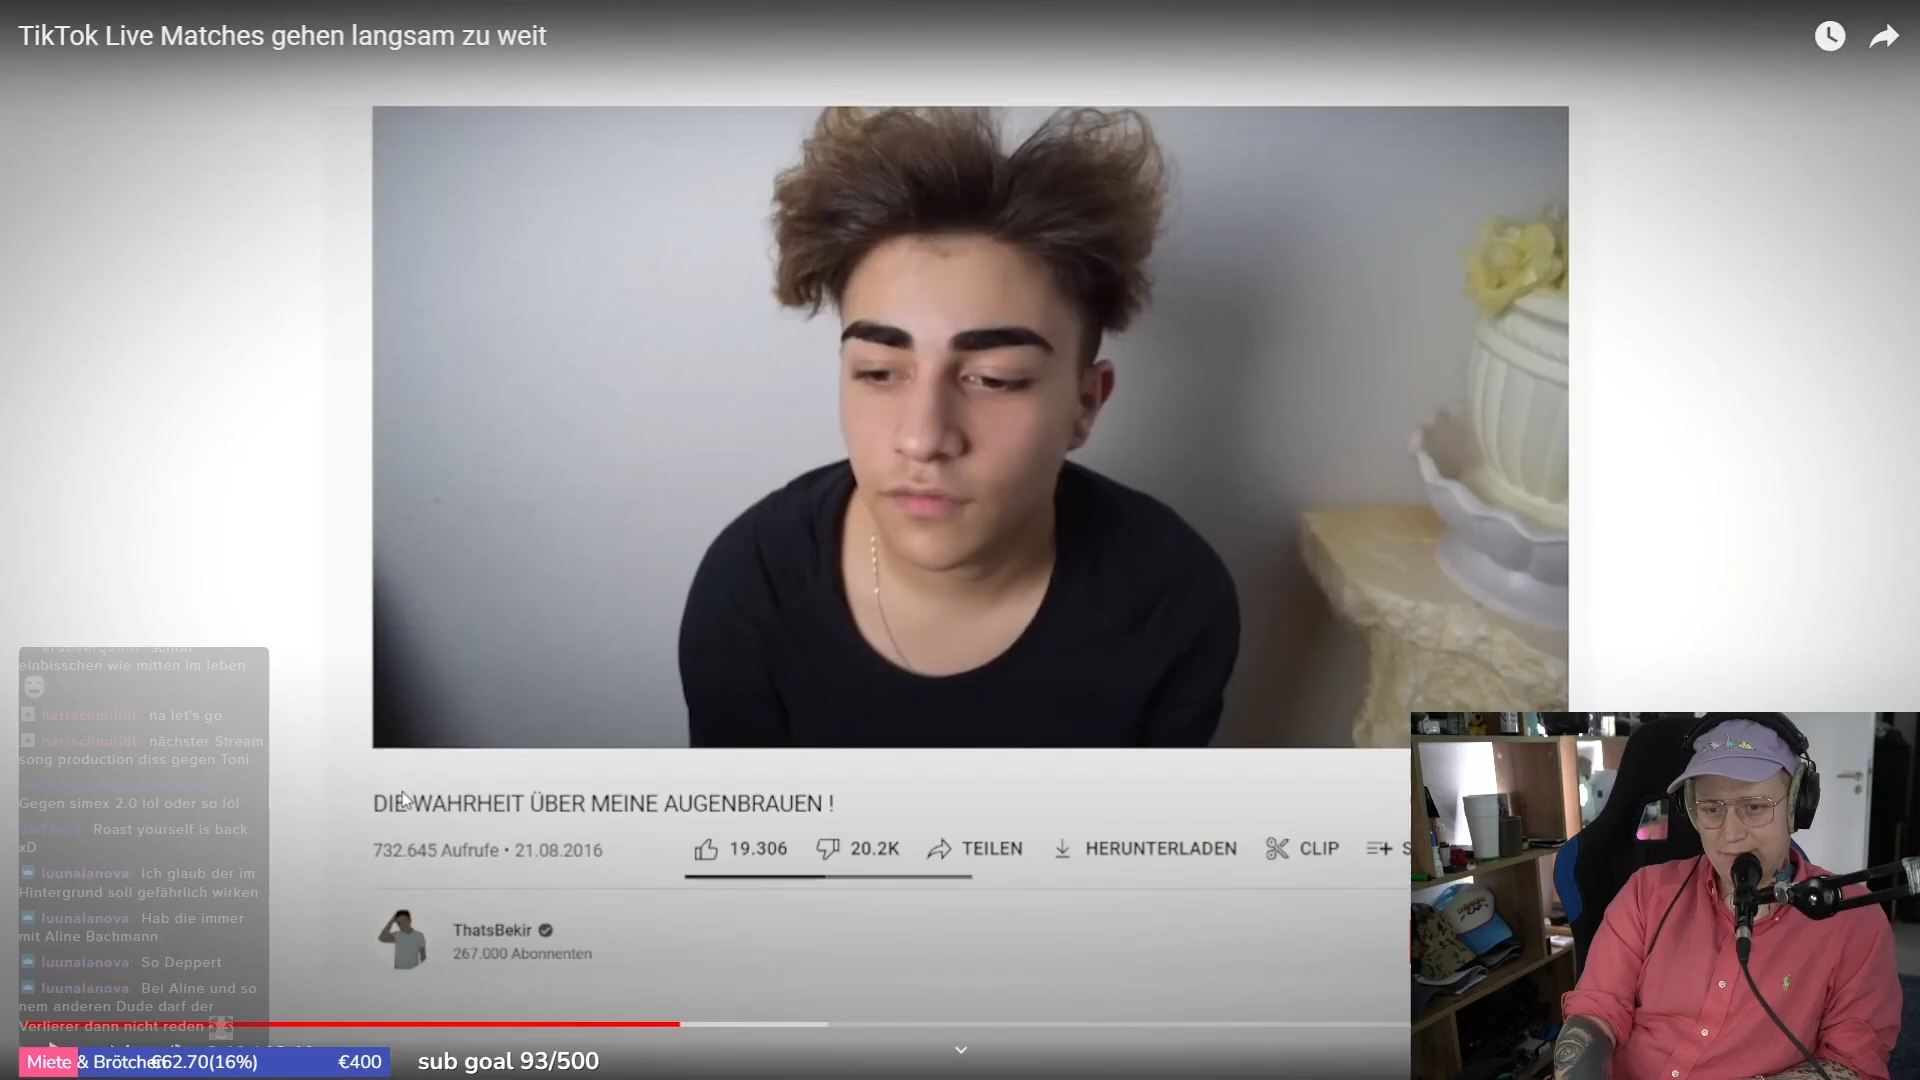 TikTok Live Matches gehen langsam zu weit
einbisschen wie mitten im leben
herrschmiiidt na let's go
herrschmiiidt nächster Stream
song production diss gegen Toni
Gegen simex 2.0 lol oder so lol
Roast yourself is back
xD
luunalanova: Ich glaub der im
Hintergrund soll gefährlich wirken
luunalanova: Hab die immer
mit Aline Bachmann
luunalanova: So Deppert
luunalanova: Bei Aline und so
nem anderen Dude darf der
Verlierer dann nicht reden
DIE WAHRHEIT ÜBER MEINE AUGENBRAUEN !
732.645 Aufrufe • 21.08.2016
19.306 20.2K TEILEN HERUNTERLADEN CLIP S
ThatsBekir
267.000 Abonnenten
Miete & Brötchen €62.70(16%) €400
sub goal 93/500